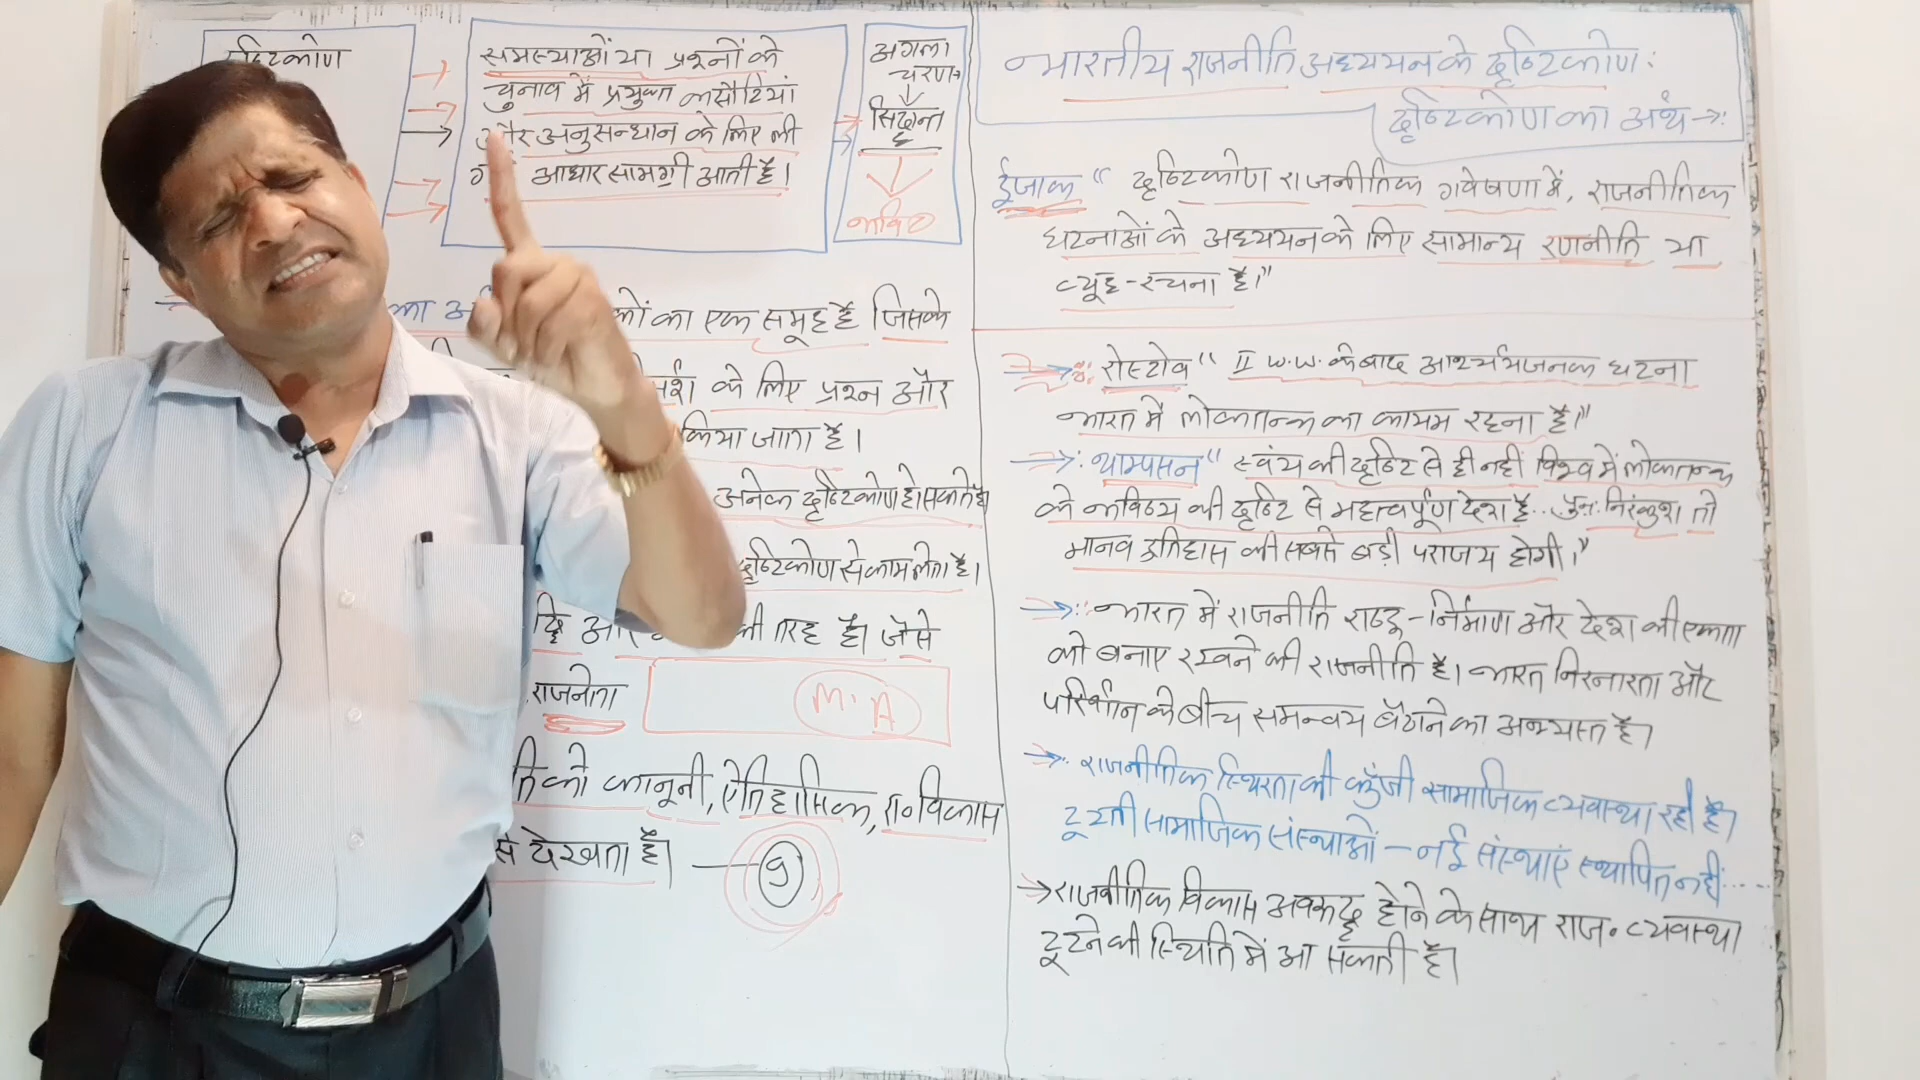 दृष्टिकोण
समस्याओं या प्रश्नों के
चुनाव में प्रयुक्त कसौटियां
और अनुसन्धान के लिए ली
आधार सामग्री आती है।
अगला
चरण→
सिद्धान्त
भारतीय राजनीति अध्ययन के दृष्टिकोण:
दृष्टिकोण का अर्थ→:
ईजाक " दृष्टिकोण राजनीतिक गवेषणा में, राजनीतिक
घटनाओं के अध्ययन के लिए सामान्य रणनीति या
व्यूह-रचना है।"
का एक समूह है जिसके
के लिए प्रश्न और
किया जाता है।
अनेक दृष्टिकोण हो सकते है।
दृष्टिकोण से काम लेता है।
की तरह है। जैसे
राजनेता
M.A
को कानूनी, ऐतिहासिक, रा० विकास
से देखता है। — 9
रोस्टोव " II W.W. के बाद आश्चर्यजनक घटना
भारत में लोकतन्त्र का कायम रहना है।"
थाम्पसन " स्वंय की दृष्टि से ही नहीं विश्व में लोकतन्त्र
के भविष्य की दृष्टि से महत्वपूर्ण देश है... पुनः निरंकुश तो
मानव इतिहास की सबसे बड़ी पराजय होगी।"
भारत में राजनीति राष्ट्र-निर्माण और देश की एकता
को बनाए रखने की राजनीति है। भारत निरन्तरता और
परिवर्तन के बीच समन्वय बैठाने का अभ्यस्त है।
राजनीतिक स्थिरता की कुँजी सामाजिक व्यवस्था रही है।
टूटती सामाजिक संस्थाओं – नई संस्थाएं स्थापित नहीं.....
→ राजनीतिक विकास अवरूद्ध होने के साथ राज. व्यवस्था
टूटने की स्थिति में आ सकती है।